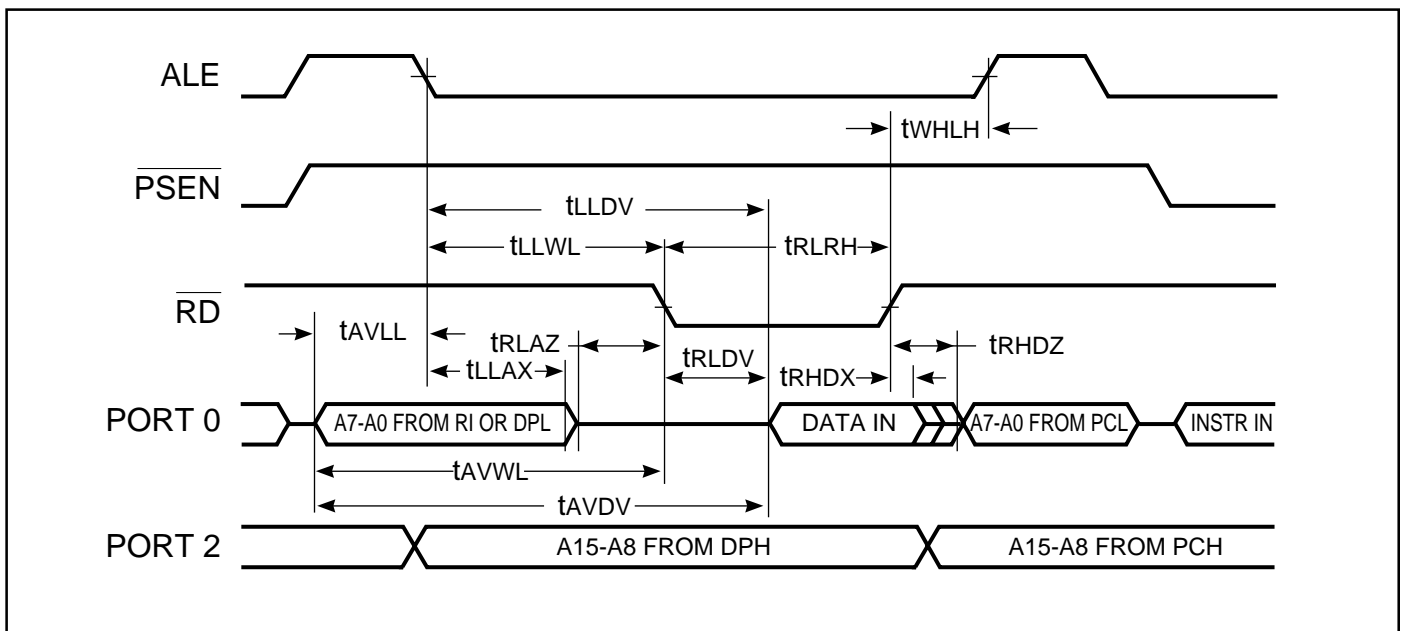 ALE
tWHLH
PSEN
tLLDV
tLLWL
tRLRH
RD
tAVLL
tRLAZ
tRLDV
tRHDZ
tLLAX
tRHDX
PORT 0
A7-A0 FROM RI OR DPL
DATA IN
A7-A0 FROM PCL
INSTR IN
tAVWL
tAVDV
PORT 2
A15-A8 FROM DPH
A15-A8 FROM PCH